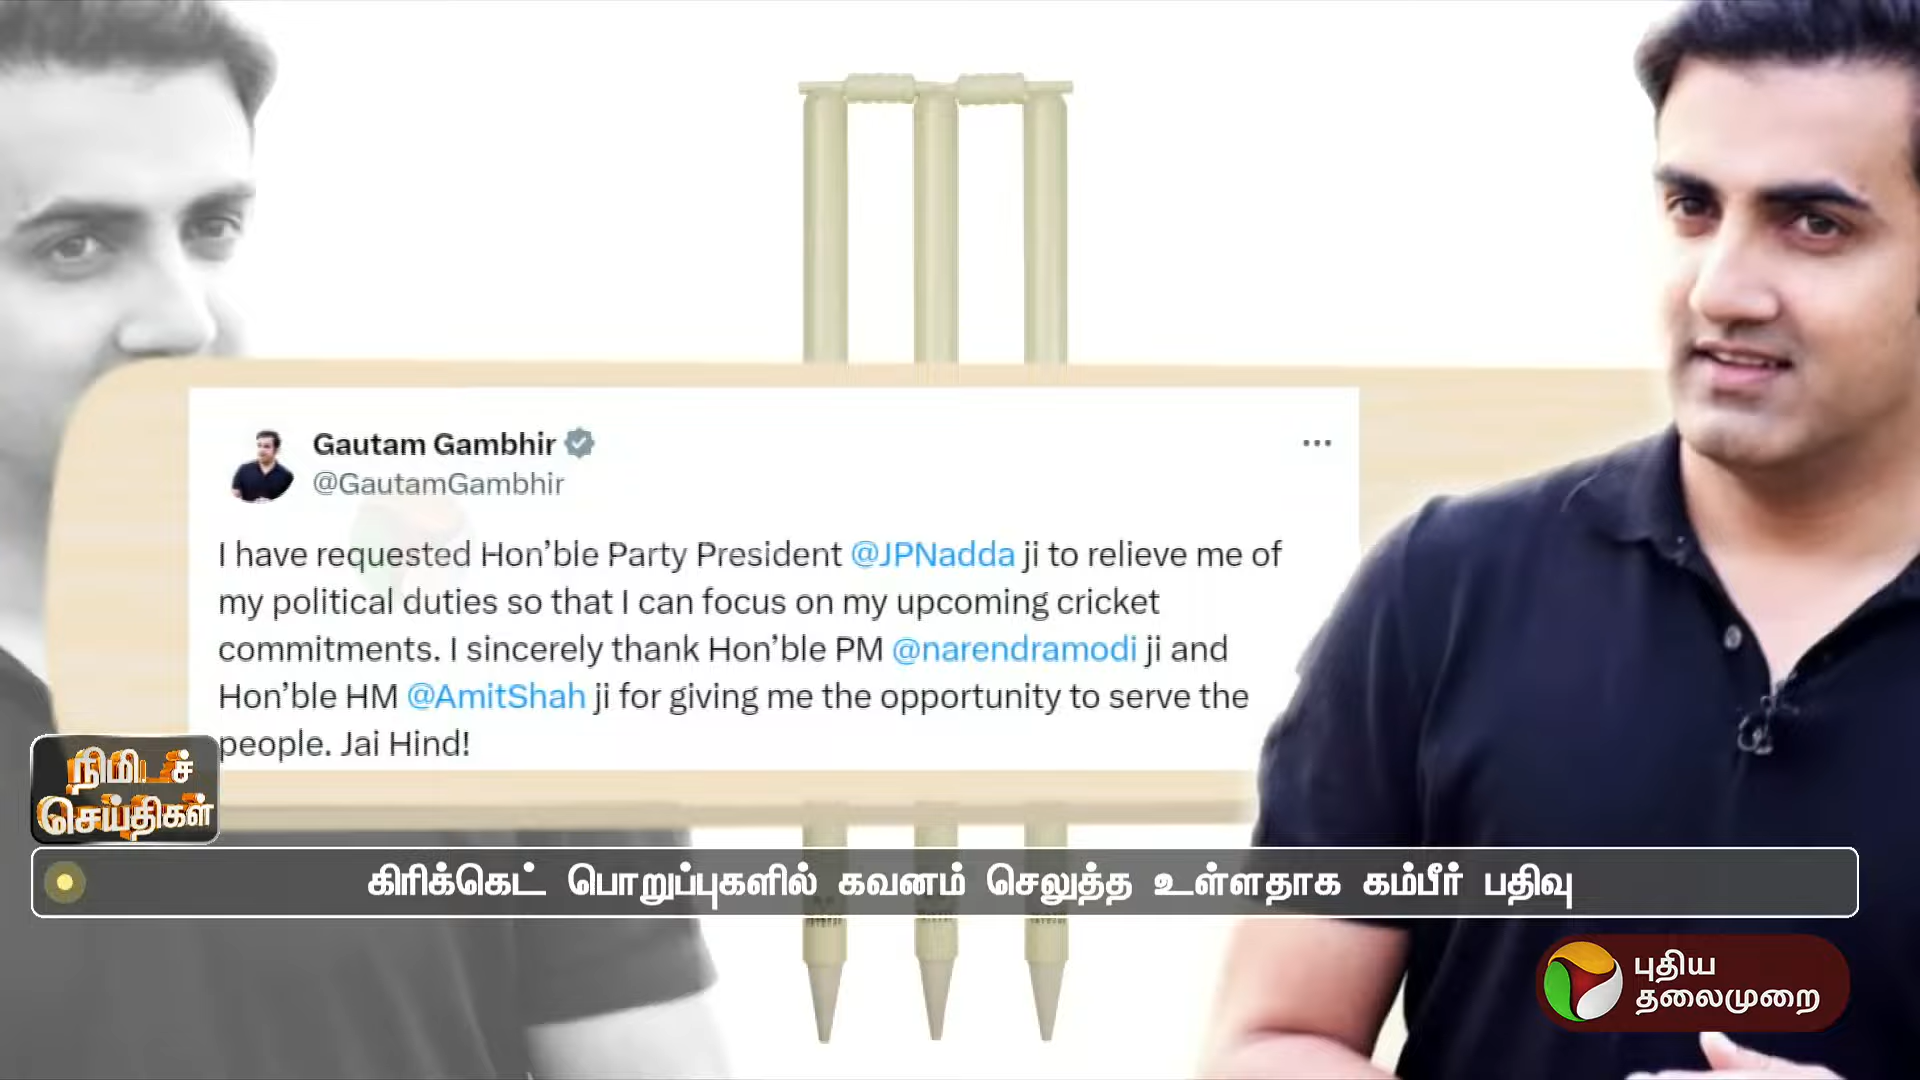 Gautam Gambhir
@GautamGambhir
I have requested Hon’ble Party President @JPNadda ji to relieve me of
my political duties so that I can focus on my upcoming cricket
commitments. I sincerely thank Hon’ble PM @narendramodi ji and
Hon’ble HM @AmitShah ji for giving me the opportunity to serve the
people. Jai Hind!
நிமிடச்
செய்திகள்
கிரிக்கெட் பொறுப்புகளில் கவனம் செலுத்த உள்ளதாக கம்பீர் பதிவு
புதிய
தலைமுறை